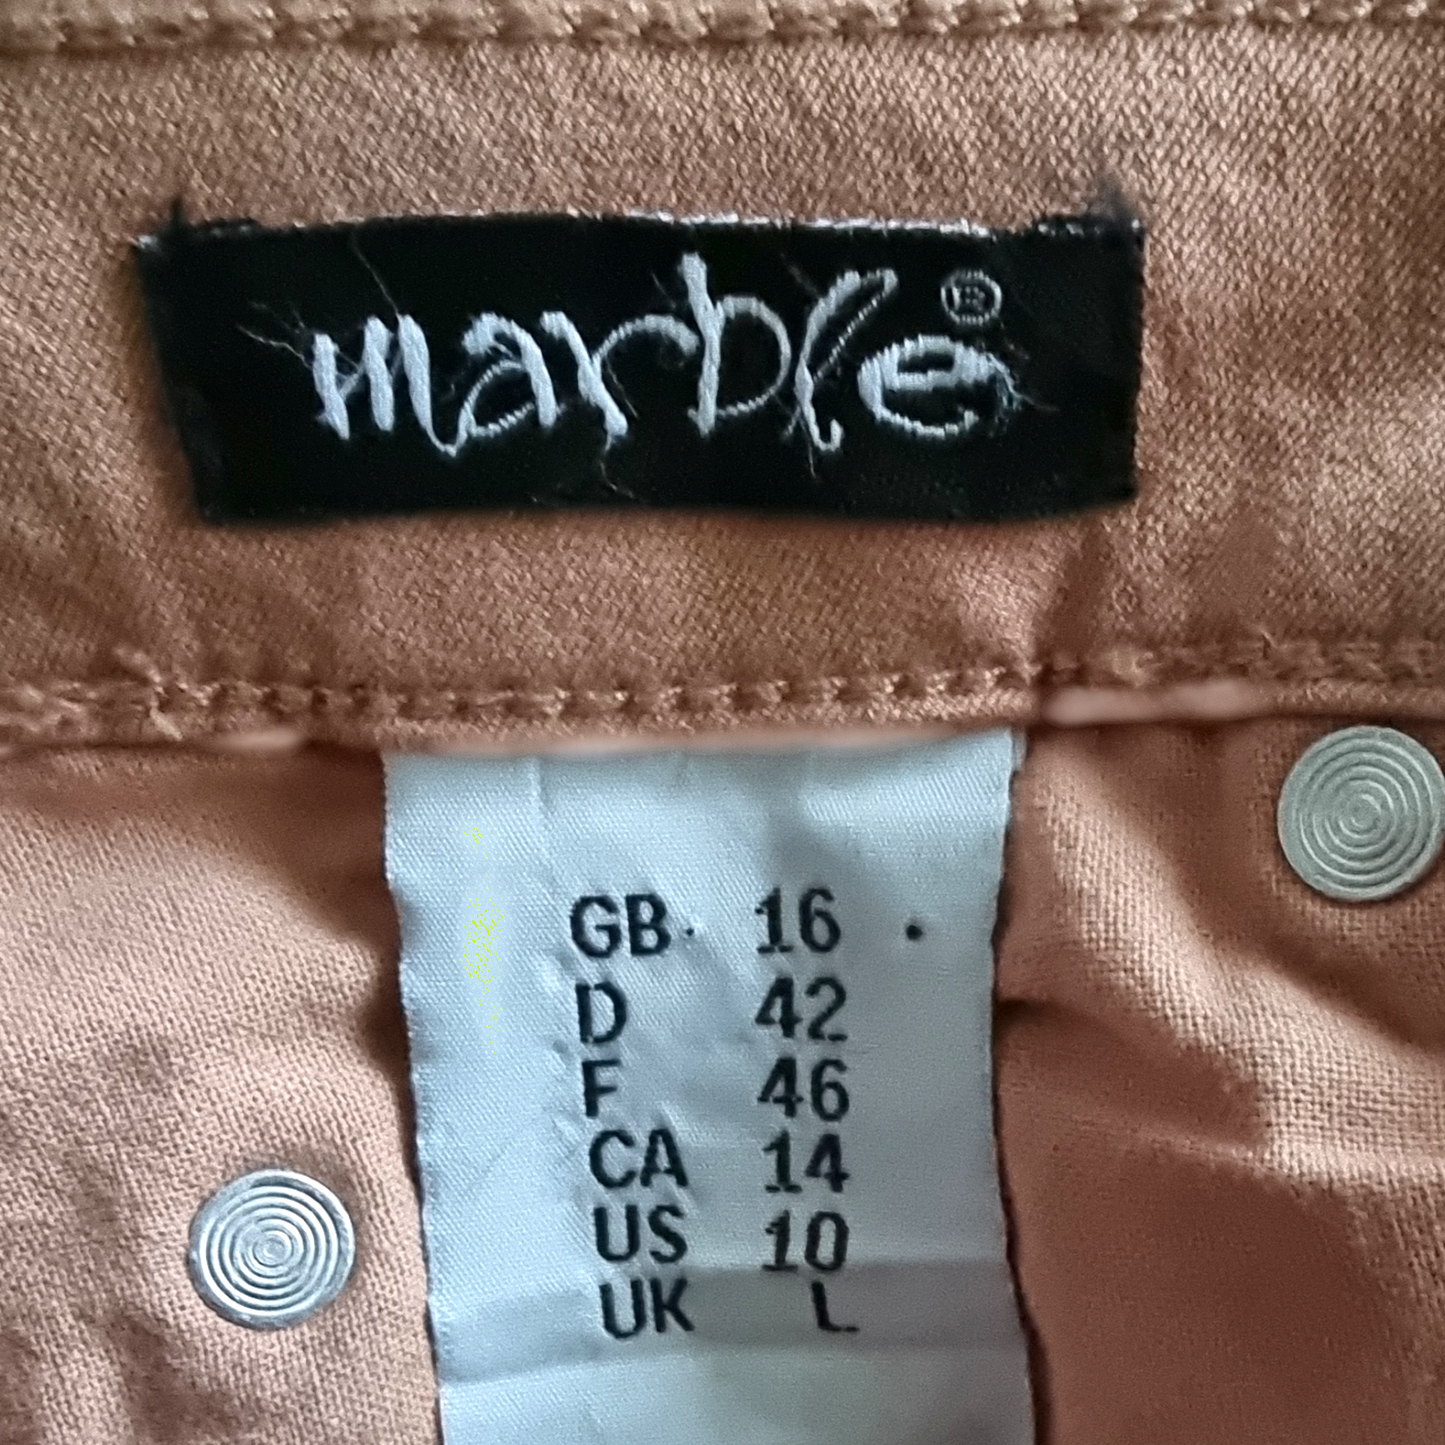 marble®
GB· 16 ·
D 42
F 46
CA 14
US 10
UK L